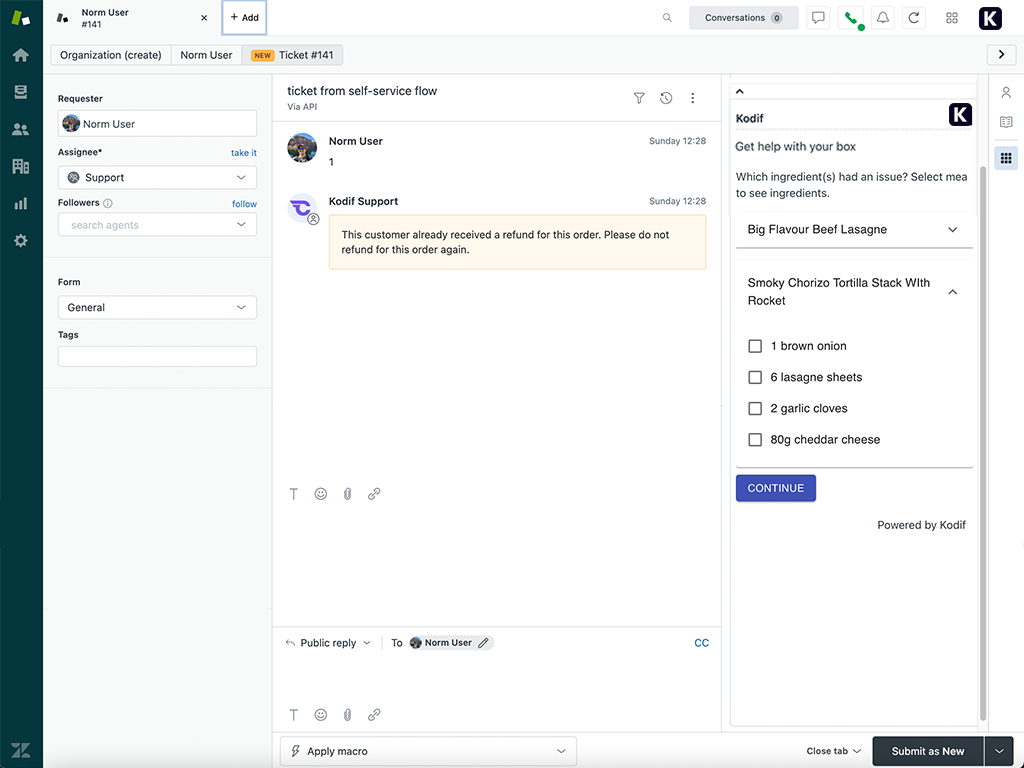 Norm User
#141
+ Add
Conversations 0
K
Organization (create)
Norm User
NEW Ticket #141
Requester
Norm User
Assignee*
take it
Support
Followers
follow
search agents
Form
General
Tags
ticket from self-service flow
Via API
Norm User
Sunday 12:28
1
Kodif Support
Sunday 12:28
This customer already received a refund for this order. Please do not
refund for this order again.
Public reply
To Norm User
CC
Apply macro
Kodif
K
Get help with your box
Which ingredient(s) had an issue? Select mea
to see ingredients.
Big Flavour Beef Lasagne
Smoky Chorizo Tortilla Stack WIth
Rocket
1 brown onion
6 lasagne sheets
2 garlic cloves
80g cheddar cheese
CONTINUE
Powered by Kodif
Close tab
Submit as New